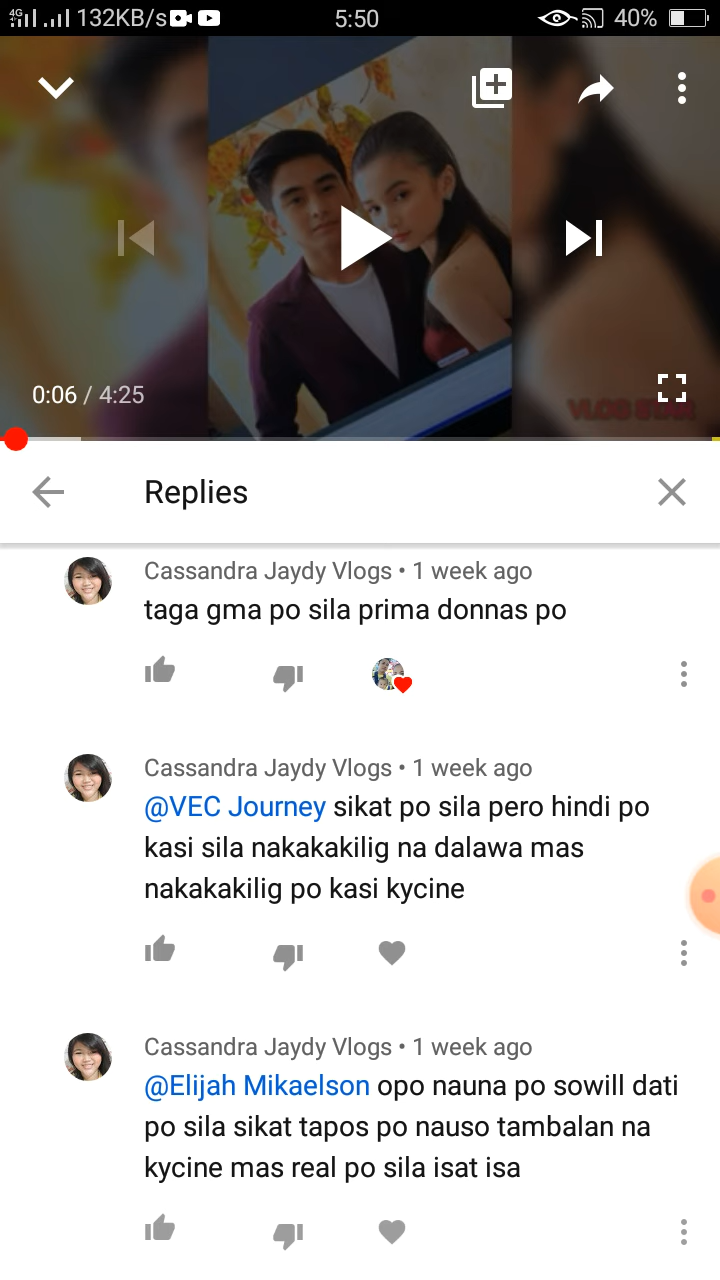 4G 132KB/s 5:50 40%
0:06 / 4:25
VLOG STAR
Replies
Cassandra Jaydy Vlogs • 1 week ago
taga gma po sila prima donnas po
Cassandra Jaydy Vlogs • 1 week ago
@VEC Journey sikat po sila pero hindi po
kasi sila nakakakilig na dalawa mas
nakakakilig po kasi kycine
Cassandra Jaydy Vlogs • 1 week ago
@Elijah Mikaelson opo nauna po sowill dati
po sila sikat tapos po nauso tambalan na
kycine mas real po sila isat isa